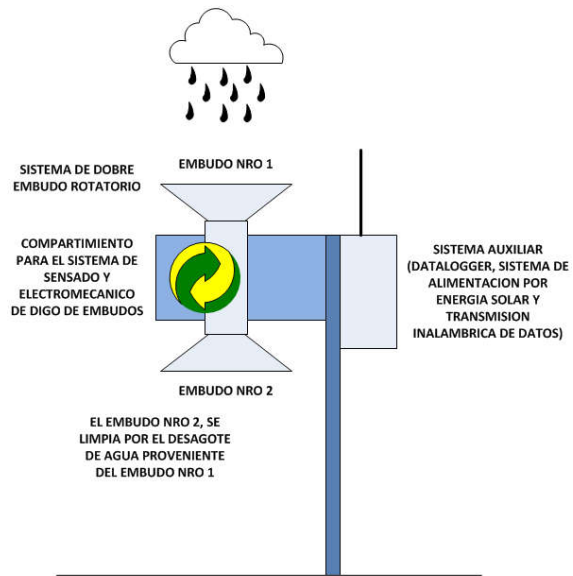 SISTEMA DE DOBRE
EMBUDO ROTATORIO
EMBUDO NRO 1
COMPARTIMIENTO
PARA EL SISTEMA DE
SENSADO Y
ELECTROMECANICO
DE DIGO DE EMBUDOS
SISTEMA AUXILIAR
(DATALOGGER, SISTEMA DE
ALIMENTACION POR
ENERGIA SOLAR Y
TRANSMISION
INALAMBRICA DE DATOS)
EMBUDO NRO 2
EL EMBUDO NRO 2, SE
LIMPIA POR EL DESAGOTE
DE AGUA PROVENIENTE
DEL EMBUDO NRO 1